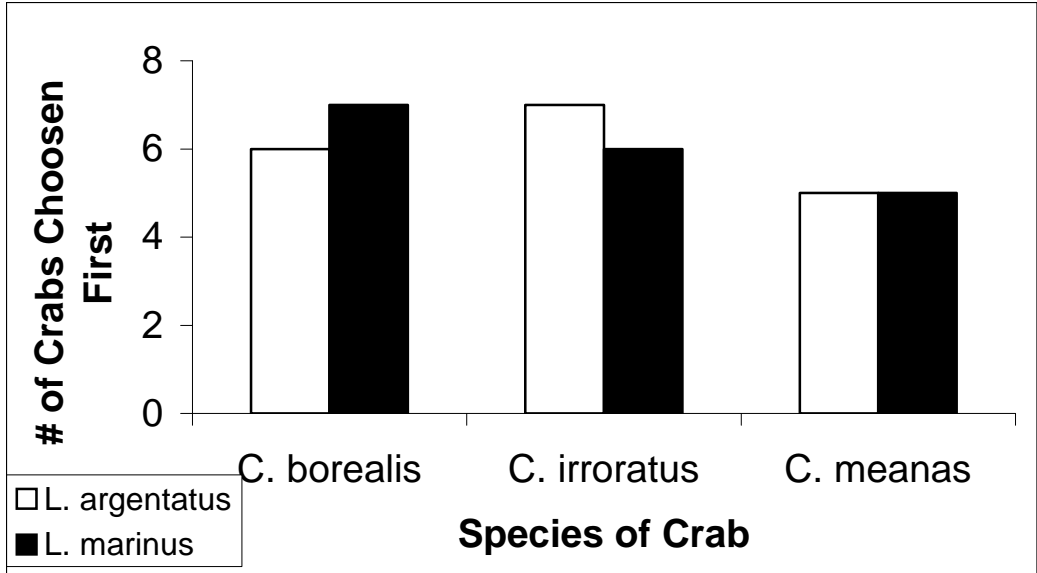 # of Crabs Choosen
First
8
6
4
2
0
C. borealis
C. irroratus
C. meanas
Species of Crab
L. argentatus
L. marinus